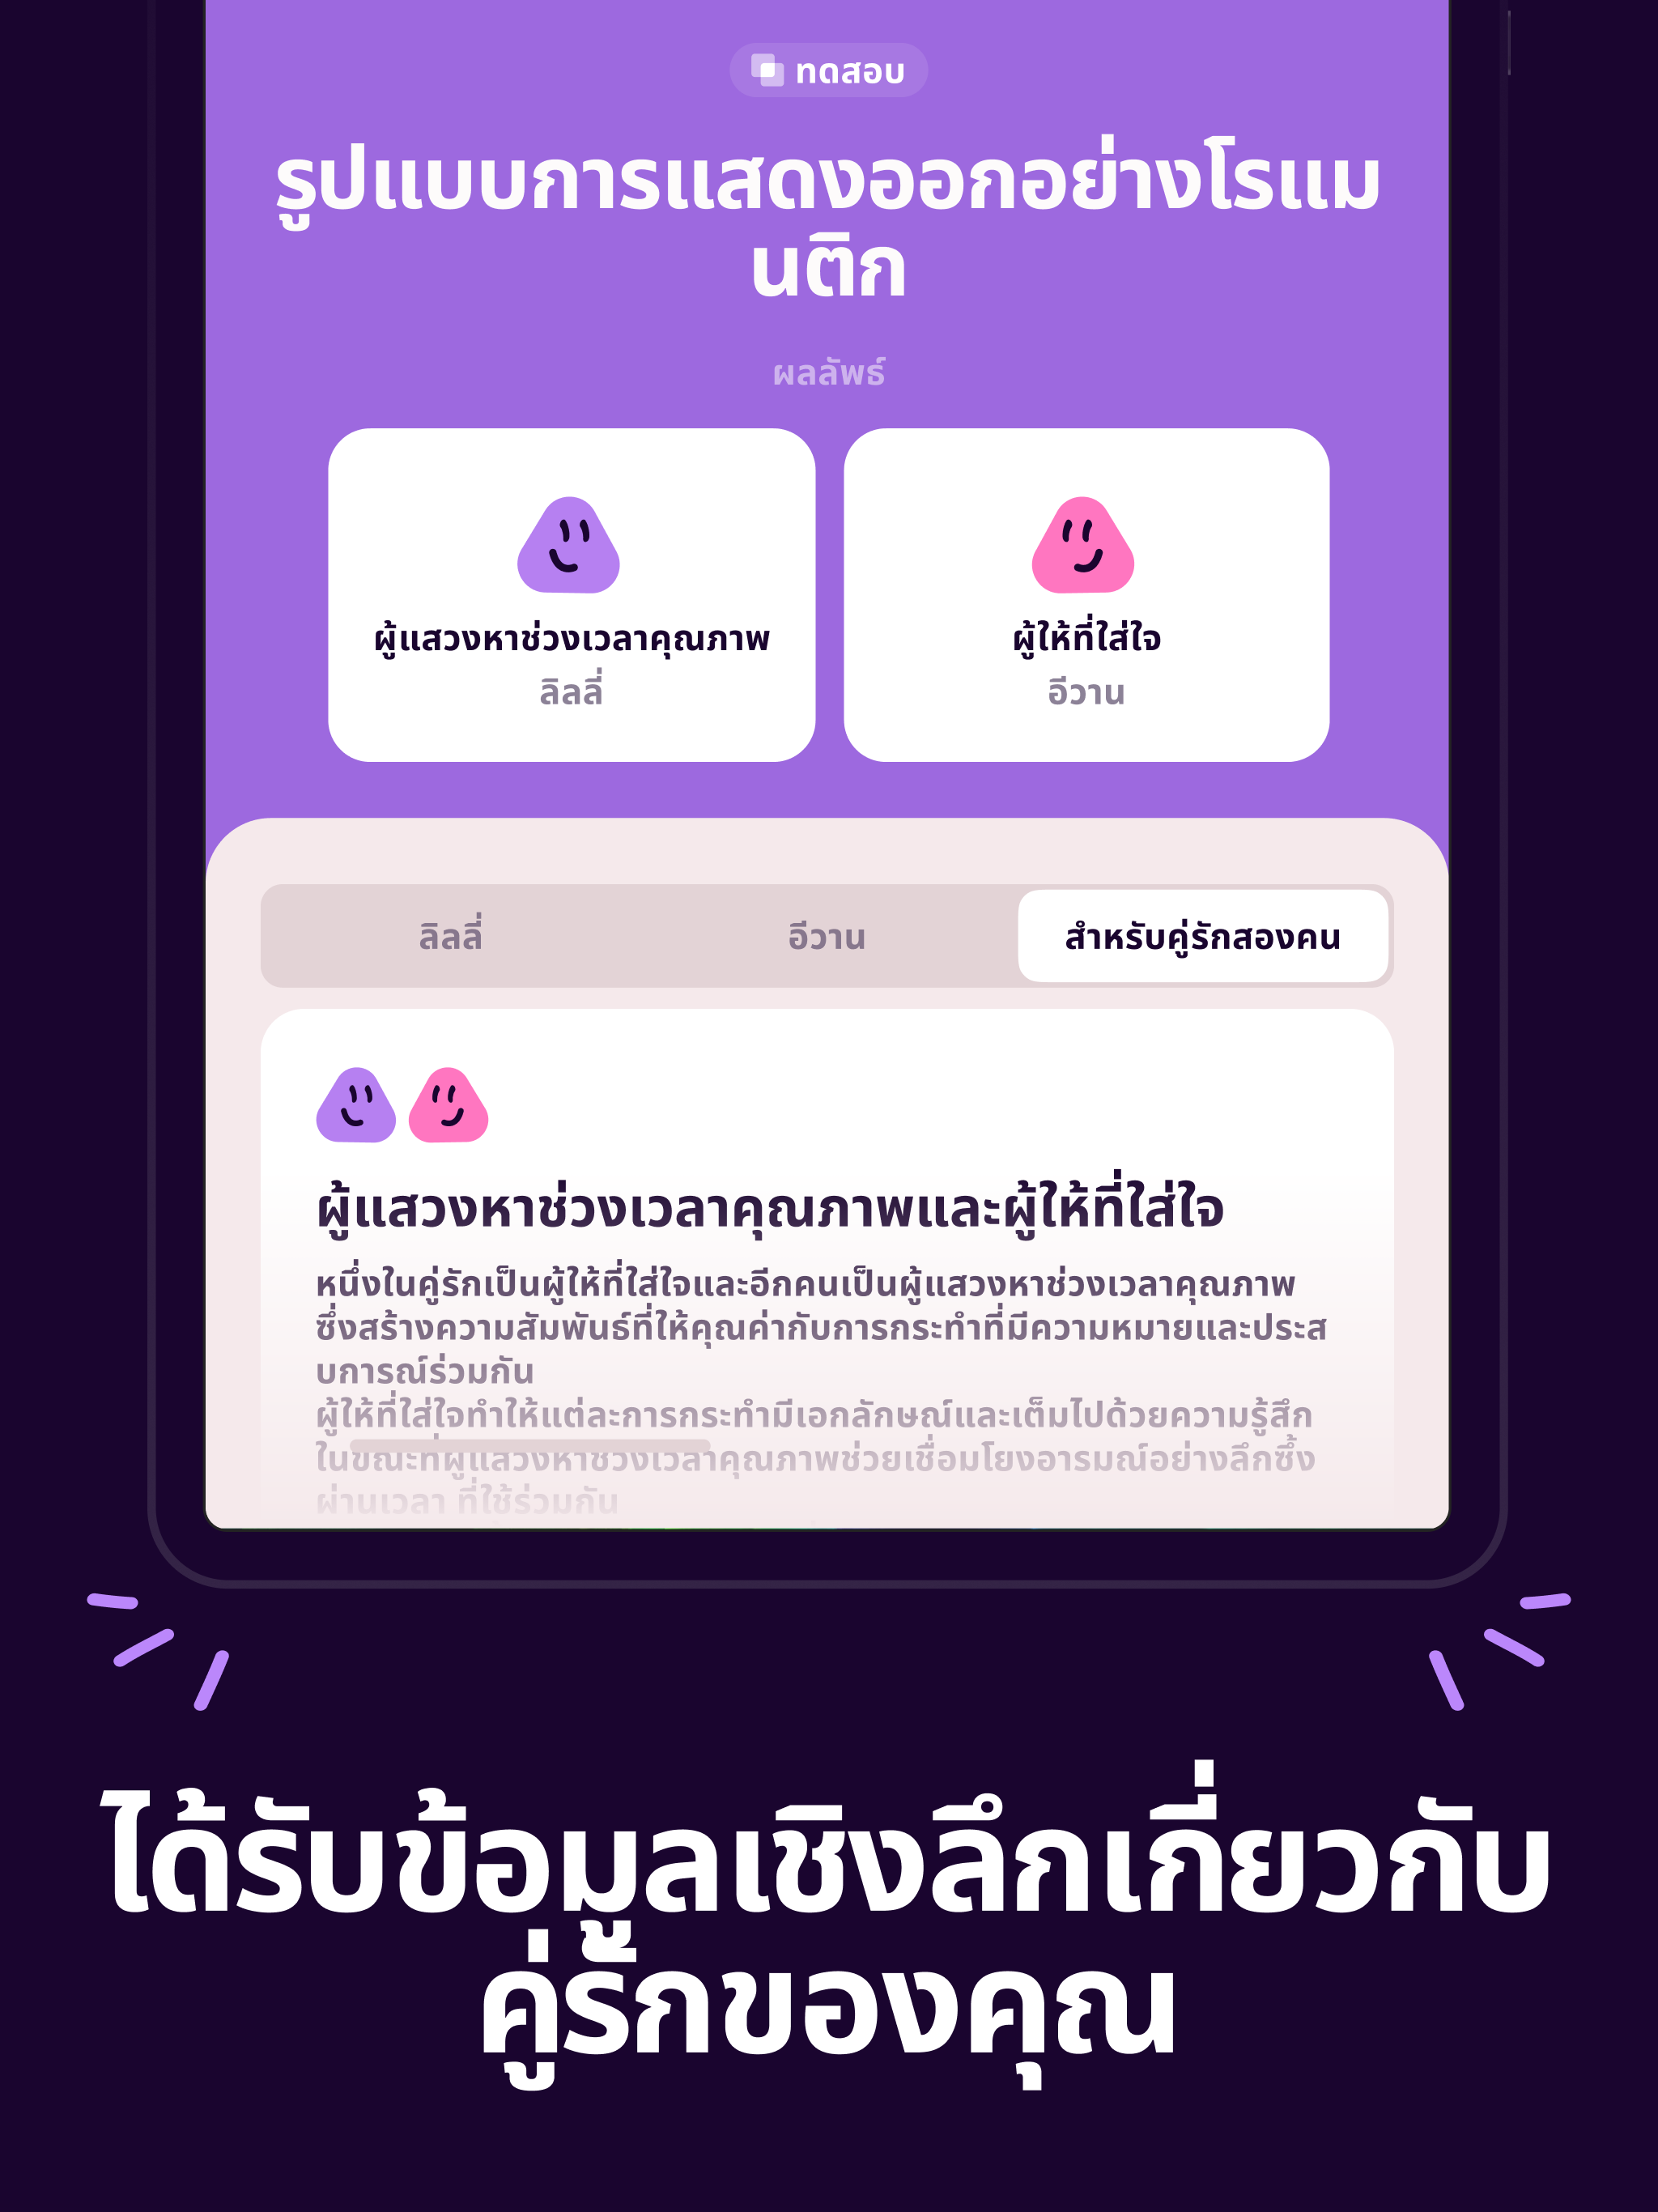 ทดสอบ
รูปแบบการแสดงออกอย่างโรแม
นติก
ผลลัพธ์
ผู้แสวงหาช่วงเวลาคุณภาพ
ลิลลี่
ผู้ให้ที่ใส่ใจ
อีวาน
ลิลลี่
อีวาน
สำหรับคู่รักสองคน
ผู้แสวงหาช่วงเวลาคุณภาพและผู้ให้ที่ใส่ใจ
หนึ่งในคู่รักเป็นผู้ให้ที่ใส่ใจและอีกคนเป็นผู้แสวงหาช่วงเวลาคุณภาพ
ซึ่งสร้างความสัมพันธ์ที่ให้คุณค่ากับการกระทำที่มีความหมายและประส
บการณ์ร่วมกัน
ผู้ให้ที่ใส่ใจทำให้แต่ละการกระทำมีเอกลักษณ์และเต็มไปด้วยความรู้สึก
ในขณะที่ผู้แสวงหาช่วงเวลาคุณภาพช่วยเชื่อมโยงอารมณ์อย่างลึกซึ้ง
ผ่านเวลา ที่ใช้ร่วมกัน
ได้รับข้อมูลเชิงลึกเกี่ยวกับ
คู่รักของคุณ